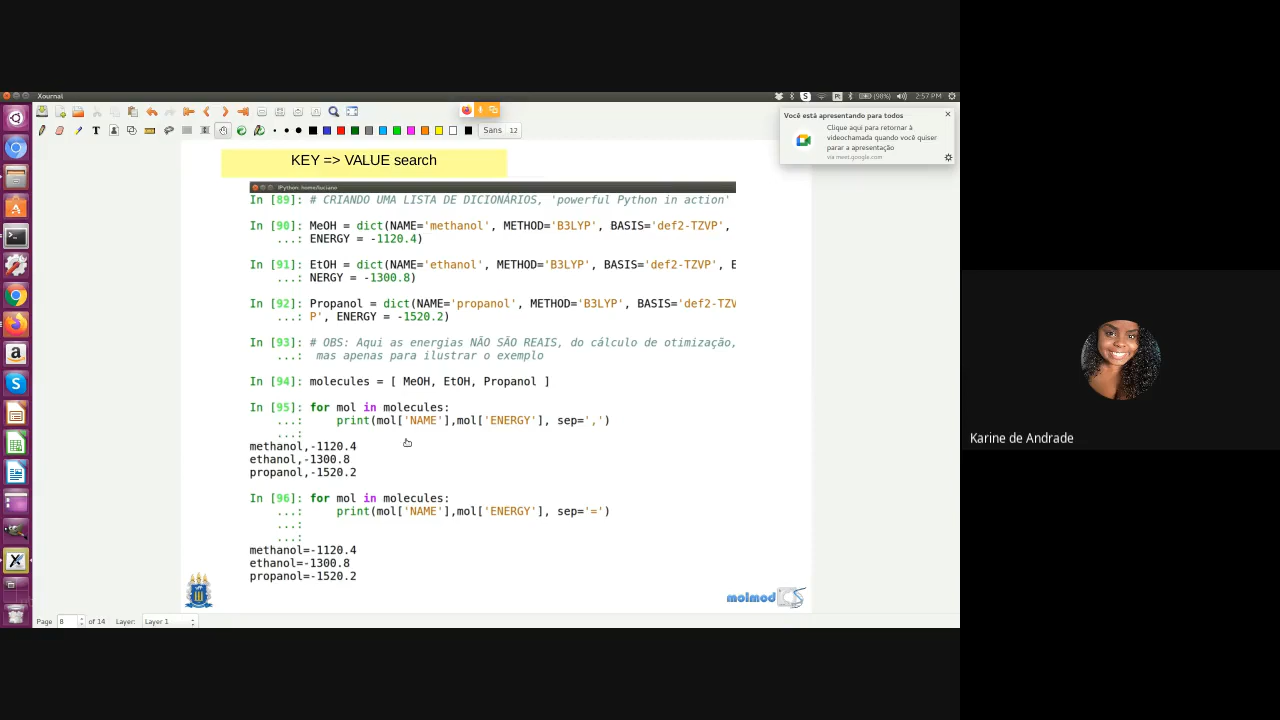 Xournal
Pt
(98%)
2:57 PM
Sans 12
Você está apresentando para todos
Clique aqui para retornar à
videochamada quando você quiser
parar a apresentação
via meet.google.com
KEY => VALUE search
IPython: home/luciano
In [89]: # CRIANDO UMA LISTA DE DICIONÁRIOS, 'powerful Python in action'
In [90]: MeOH = dict(NAME='methanol', METHOD='B3LYP', BASIS='def2-TZVP',
...: ENERGY = -1120.4)
In [91]: EtOH = dict(NAME='ethanol', METHOD='B3LYP', BASIS='def2-TZVP', E
...: NERGY = -1300.8)
In [92]: Propanol = dict(NAME='propanol', METHOD='B3LYP', BASIS='def2-TZV
...: P', ENERGY = -1520.2)
In [93]: # OBS: Aqui as energias NÃO SÃO REAIS, do cálculo de otimização,
...: mas apenas para ilustrar o exemplo
In [94]: molecules = [ MeOH, EtOH, Propanol ]
In [95]: for mol in molecules:
...: print(mol['NAME'],mol['ENERGY'], sep=',')
...:
methanol,-1120.4
ethanol,-1300.8
propanol,-1520.2
In [96]: for mol in molecules:
...: print(mol['NAME'],mol['ENERGY'], sep='=')
...:
...:
methanol=-1120.4
ethanol=-1300.8
propanol=-1520.2
molmod
Page 8 of 14 Layer: Layer 1
Karine de Andrade